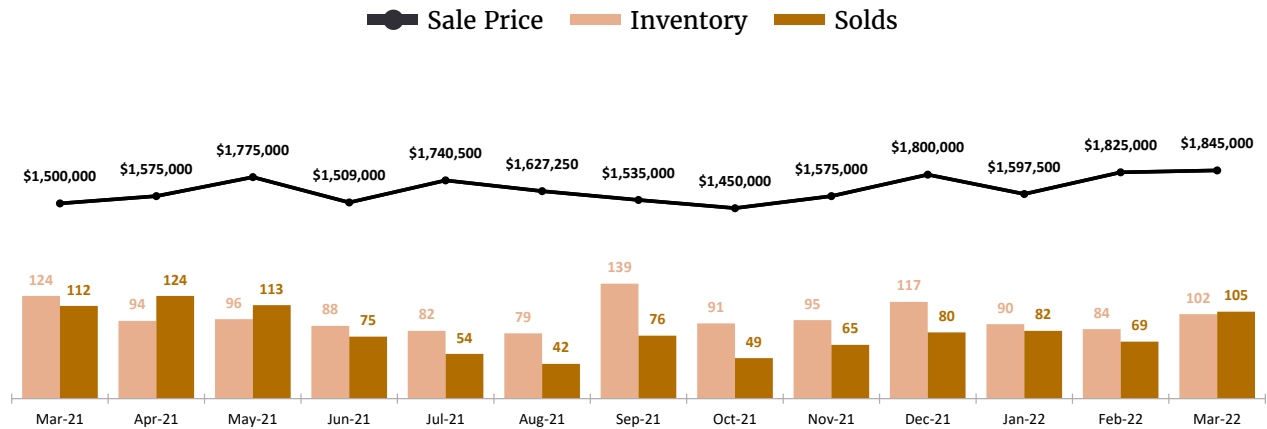 Sale Price Inventory Solds
$1,500,000 $1,575,000 $1,775,000 $1,509,000 $1,740,500 $1,627,250 $1,535,000 $1,450,000 $1,575,000 $1,800,000 $1,597,500 $1,825,000 $1,845,000
124 112 94 124 96 113 88 75 82 54 79 42 139 76 91 49 95 65 117 80 90 82 84 69 102 105
Mar-21 Apr-21 May-21 Jun-21 Jul-21 Aug-21 Sep-21 Oct-21 Nov-21 Dec-21 Jan-22 Feb-22 Mar-22